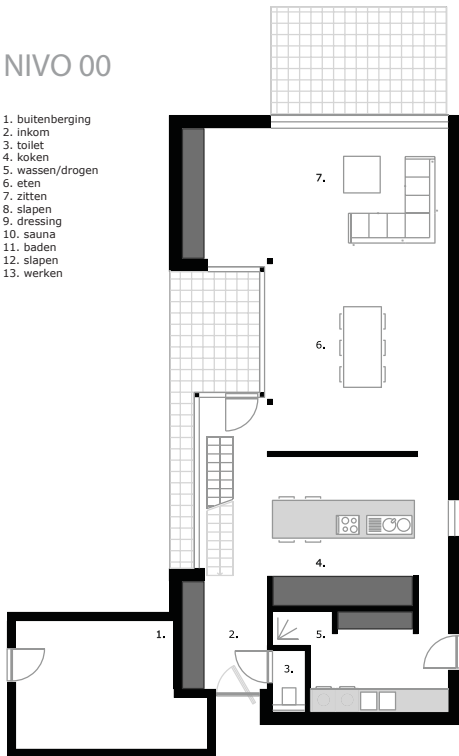 NIVO 00
1. buitenberging
2. inkom
3. toilet
4. koken
5. wassen/drogen
6. eten
7. zitten
8. slapen
9. dressing
10. sauna
11. baden
12. slapen
13. werken
7.
6.
4.
1.
2.
5.
3.